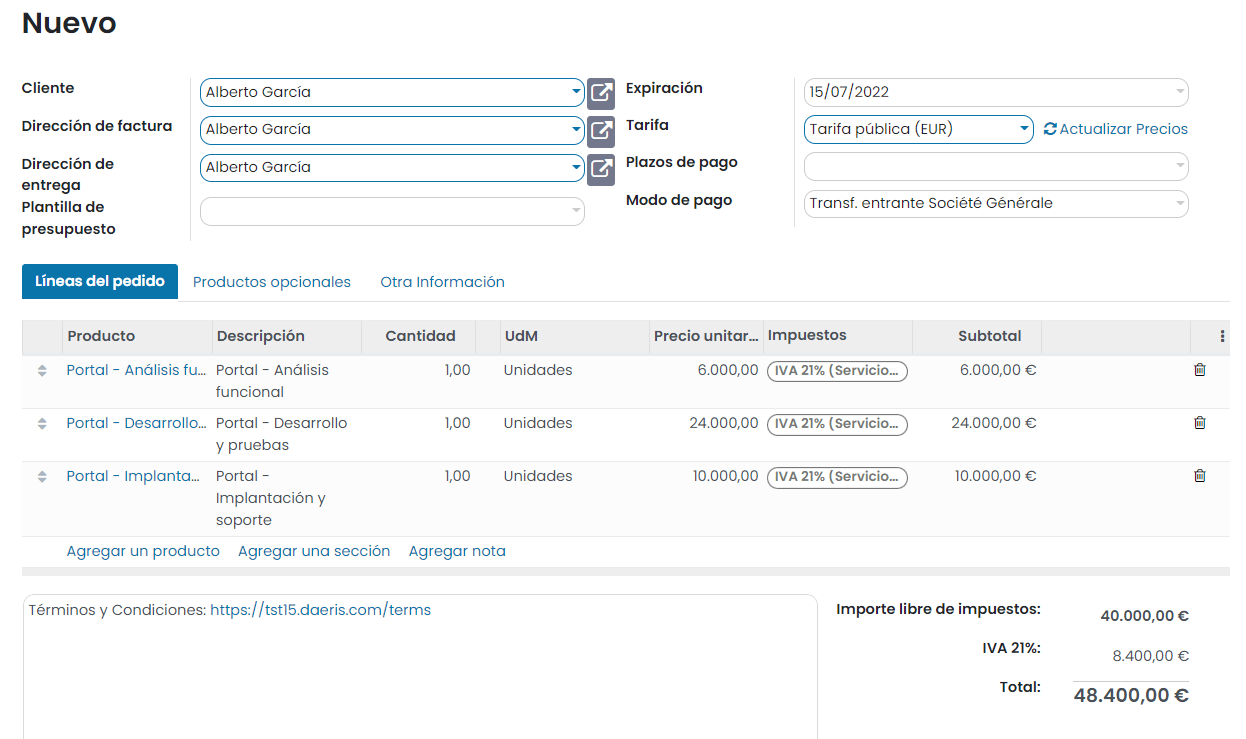 Nuevo
Cliente
Alberto García
Expiración
15/07/2022
Dirección de factura
Alberto García
Tarifa
Tarifa pública (EUR)
Actualizar Precios
Dirección de
entrega
Alberto García
Plazos de pago
Plantilla de
presupuesto
Modo de pago
Transf. entrante Société Générale
Líneas del pedido
Productos opcionales
Otra Información
Producto Descripción Cantidad UdM Precio unitar... Impuestos Subtotal
Portal - Análisis fu... Portal - Análisis 1,00 Unidades 6.000,00 IVA 21% (Servicio... 6.000,00 €
funcional
Portal - Desarrollo... Portal - Desarrollo 1,00 Unidades 24.000,00 IVA 21% (Servicio... 24.000,00 €
y pruebas
Portal - Implanta... Portal - 1,00 Unidades 10.000,00 IVA 21% (Servicio... 10.000,00 €
Implantación y
soporte
Agregar un producto Agregar una sección Agregar nota
Términos y Condiciones: https://tst15.daeris.com/terms
Importe libre de impuestos: 40.000,00 €
IVA 21%: 8.400,00 €
Total: 48.400,00 €